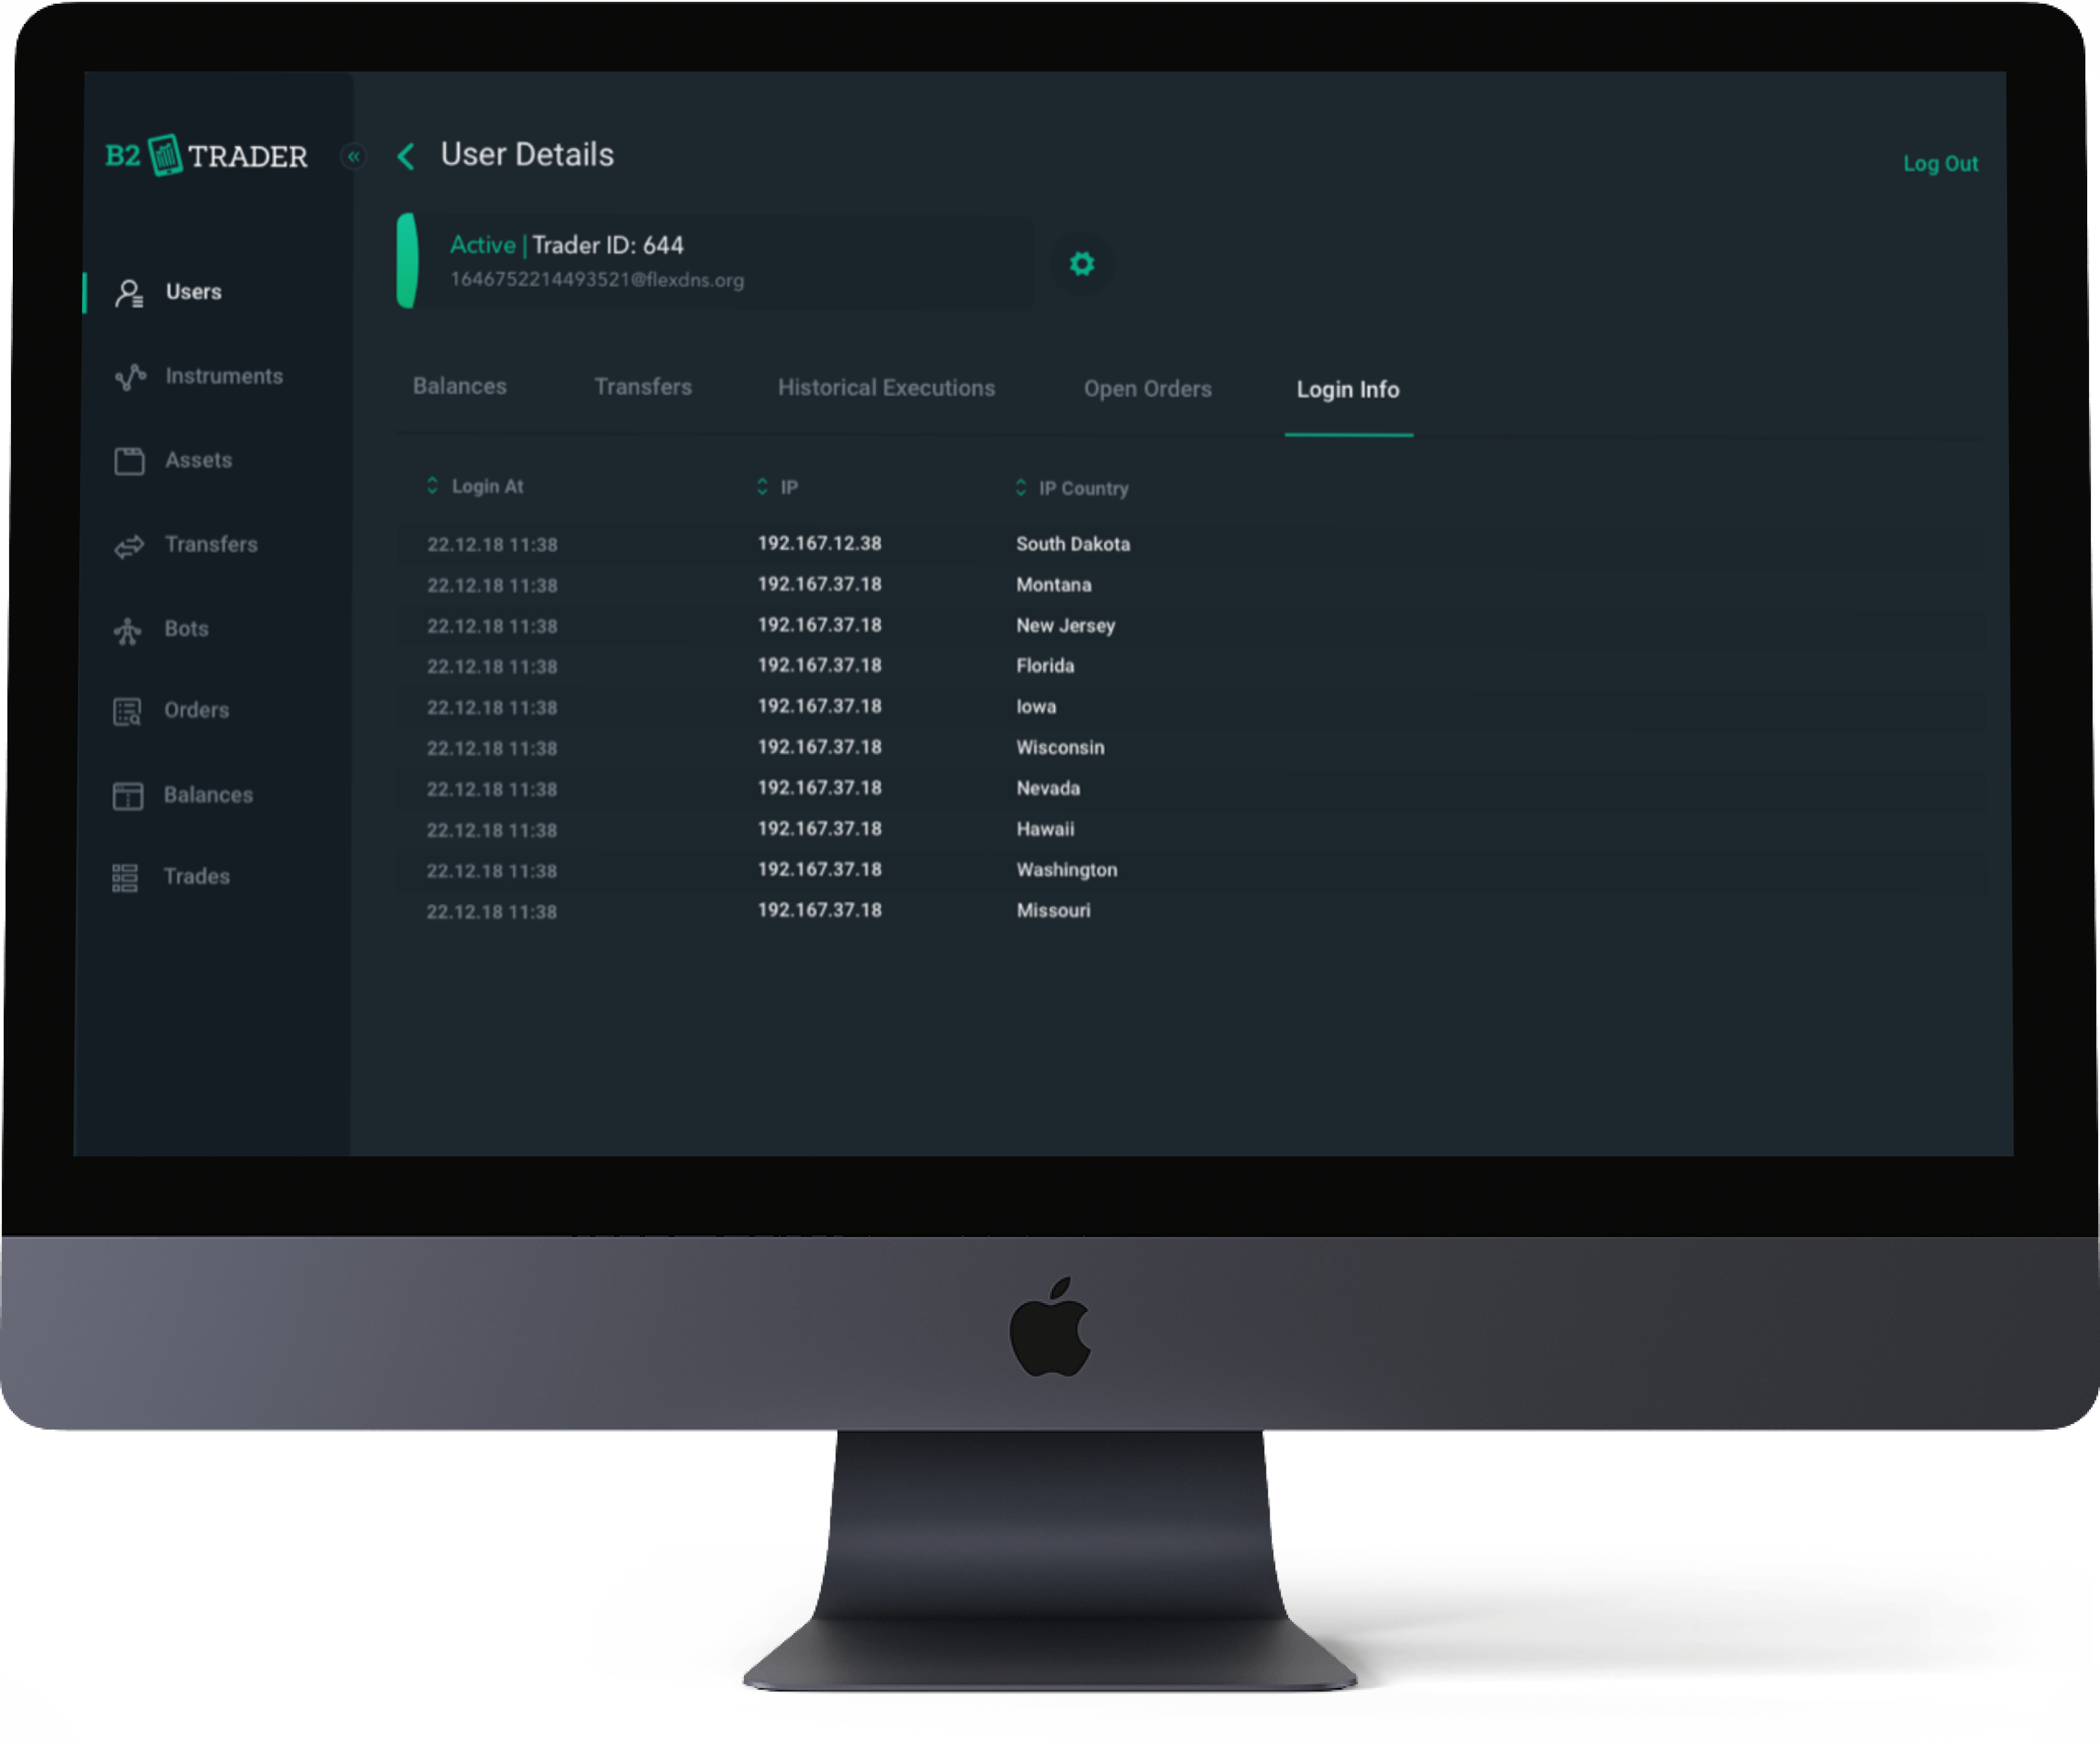 B2 TRADER
«
User Details
Log Out
Active | Trader ID: 644
1646752214493521@flexdns.org
Users
Instruments
Assets
Transfers
Bots
Orders
Balances
Trades
Balances Transfers Historical Executions Open Orders Login Info
Login At IP IP Country
22.12.18 11:38 192.167.12.38 South Dakota
22.12.18 11:38 192.167.37.18 Montana
22.12.18 11:38 192.167.37.18 New Jersey
22.12.18 11:38 192.167.37.18 Florida
22.12.18 11:38 192.167.37.18 Iowa
22.12.18 11:38 192.167.37.18 Wisconsin
22.12.18 11:38 192.167.37.18 Nevada
22.12.18 11:38 192.167.37.18 Hawaii
22.12.18 11:38 192.167.37.18 Washington
22.12.18 11:38 192.167.37.18 Missouri